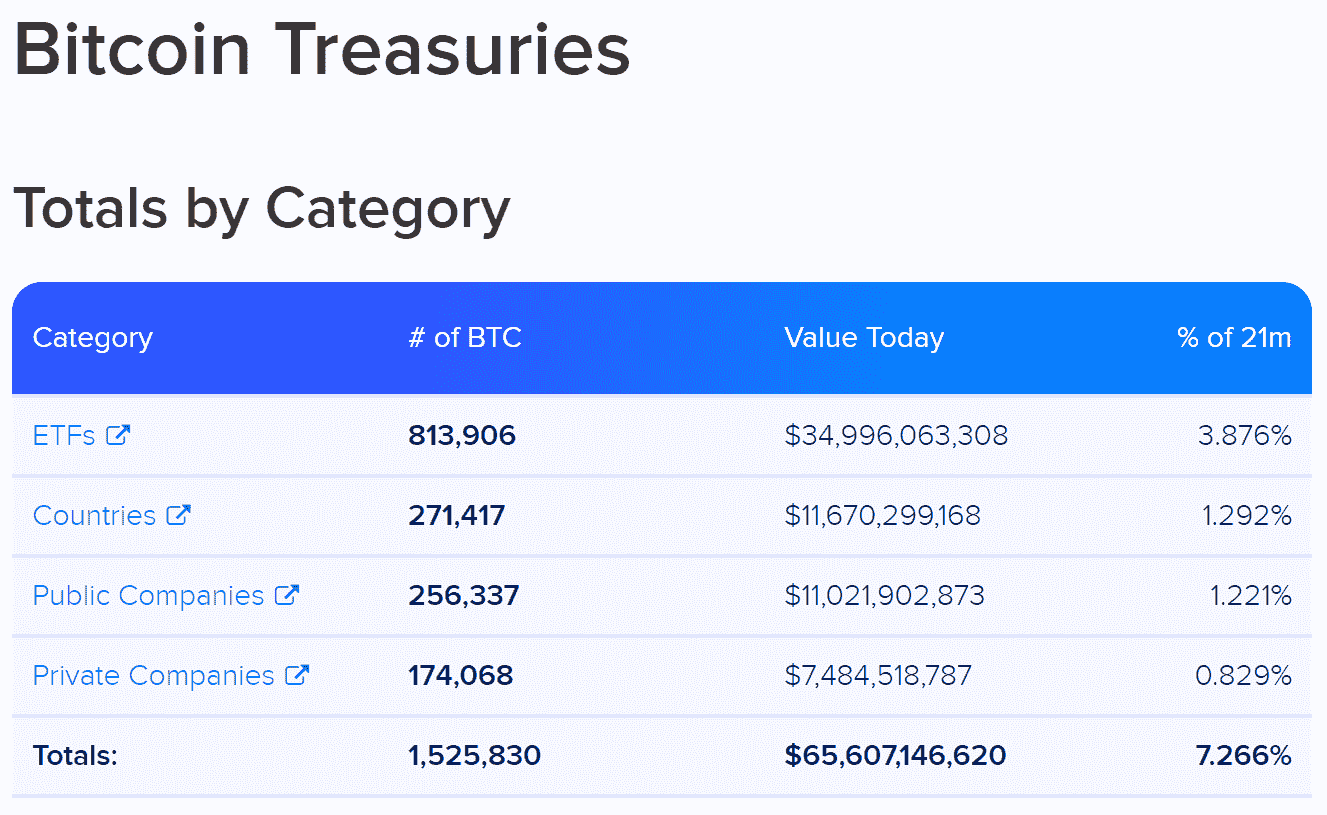 Bitcoin Treasuries
Totals by Category
Category # of BTC Value Today % of 21m
ETFs 813,906 $34,996,063,308 3.876%
Countries 271,417 $11,670,299,168 1.292%
Public Companies 256,337 $11,021,902,873 1.221%
Private Companies 174,068 $7,484,518,787 0.829%
Totals: 1,525,830 $65,607,146,620 7.266%